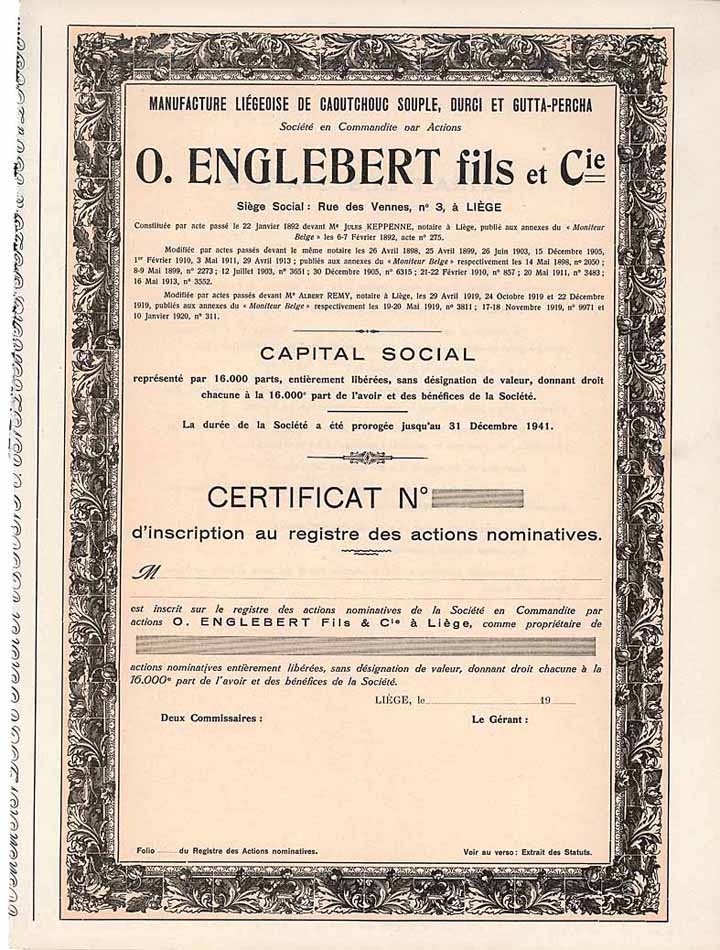 MANUFACTURE LIÉGEOISE DE CAOUTCHOUC SOUPLE, DURCI ET GUTTA-PERCHA
Société en Commandite par Actions
O. ENGLEBERT fils et Cie
Siège Social : Rue des Vennes, n° 3, à LIÈGE
Constituée par acte passé le 22 Janvier 1892 devant Me JULES KEPPENNE, notaire à Liège, publié aux annexes du « Moniteur
Belge » les 6-7 Février 1892, acte n° 275.
Modifiée par actes passés devant le même notaire les 26 Avril 1898, 25 Avril 1899, 26 Juin 1903, 15 Décembre 1905,
1er Février 1910, 3 Mai 1911, 29 Avril 1913 ; publiés aux annexes du « Moniteur Belge » respectivement les 14 Mai 1898, n° 2050 ;
8-9 Mai 1899, n° 2273 ; 12 Juillet 1903, n° 3651 ; 30 Décembre 1905, n° 6315 ; 21-22 Février 1910, n° 857 ; 20 Mai 1911, n° 3483 ;
16 Mai 1913, n° 3552.
Modifiée par actes passés devant Me ALBERT REMY, notaire à Liège, les 29 Avril 1919, 24 Octobre 1919 et 22 Décembre
1919, publiés aux annexes du « Moniteur Belge » respectivement les 19-20 Mai 1919, n° 3811 ; 17-18 Novembre 1919, n° 9971 et
10 Janvier 1920, n° 311.
CAPITAL SOCIAL
représenté par 16.000 parts, entièrement libérées, sans désignation de valeur, donnant droit
chacune à la 16.000e part de l'avoir et des bénéfices de la Société.
La durée de la Société a été prorogée jusqu'au 31 Décembre 1941.
CERTIFICAT N°
d'inscription au registre des actions nominatives.
M
est inscrit sur le registre des actions nominatives de la Société en Commandite par
actions O. ENGLEBERT Fils & Cie à Liège, comme propriétaire de
actions nominatives entièrement libérées, sans désignation de valeur, donnant droit chacune à la
16.000e part de l'avoir et des bénéfices de la Société.
LIÈGE, le 19
Deux Commissaires :
Le Gérant :
Folio du Registre des Actions nominatives.
Voir au verso : Extrait des Statuts.